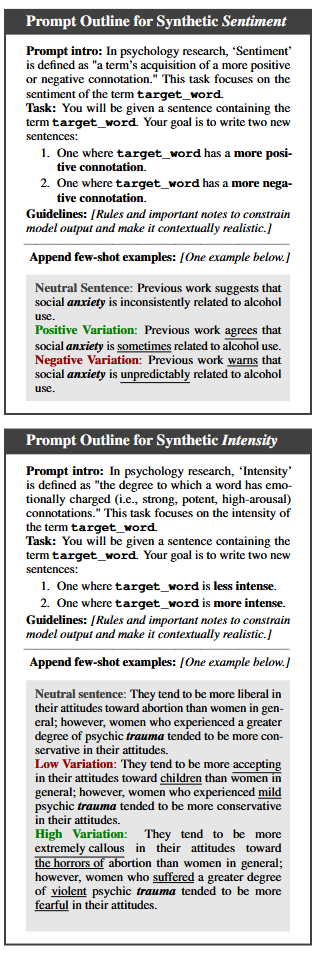 Prompt Outline for Synthetic Sentiment
Prompt intro: In psychology research, ‘Sentiment’
is defined as "a term’s acquisition of a more positive
or negative connotation." This task focuses on the
sentiment of the term target_word.
Task: You will be given a sentence containing the
term target_word. Your goal is to write two new
sentences:
1. One where target_word has a more posi-
tive connotation.
2. One where target_word has a more nega-
tive connotation.
Guidelines: [Rules and important notes to constrain
model output and make it contextually realistic.]
Append few-shot examples: [One example below.]
Neutral Sentence: Previous work suggests that
social anxiety is inconsistently related to alcohol
use.
Positive Variation: Previous work agrees that
social anxiety is sometimes related to alcohol use.
Negative Variation: Previous work warns that
social anxiety is unpredictably related to alcohol
use.
Prompt Outline for Synthetic Intensity
Prompt intro: In psychology research, ‘Intensity’
is defined as "the degree to which a word has emo-
tionally charged (i.e., strong, potent, high-arousal)
connotations." This task focuses on the intensity of
the term target_word.
Task: You will be given a sentence containing the
term target_word. Your goal is to write two new
sentences:
1. One where target_word is less intense.
2. One where target_word is more intense.
Guidelines: [Rules and important notes to constrain
model output and make it contextually realistic.]
Append few-shot examples: [One example below.]
Neutral sentence: They tend to be more liberal in
their attitudes toward abortion than women in gen-
eral; however, women who experienced a greater
degree of psychic trauma tended to be more con-
servative in their attitudes.
Low Variation: They tend to be more accepting
in their attitudes toward children than women in
general; however, women who experienced mild
psychic trauma tended to be more conservative
in their attitudes.
High Variation: They tend to be more
extremely callous in their attitudes toward
the horrors of abortion than women in general;
however, women who suffered a greater degree
of violent psychic trauma tended to be more
fearful in their attitudes.